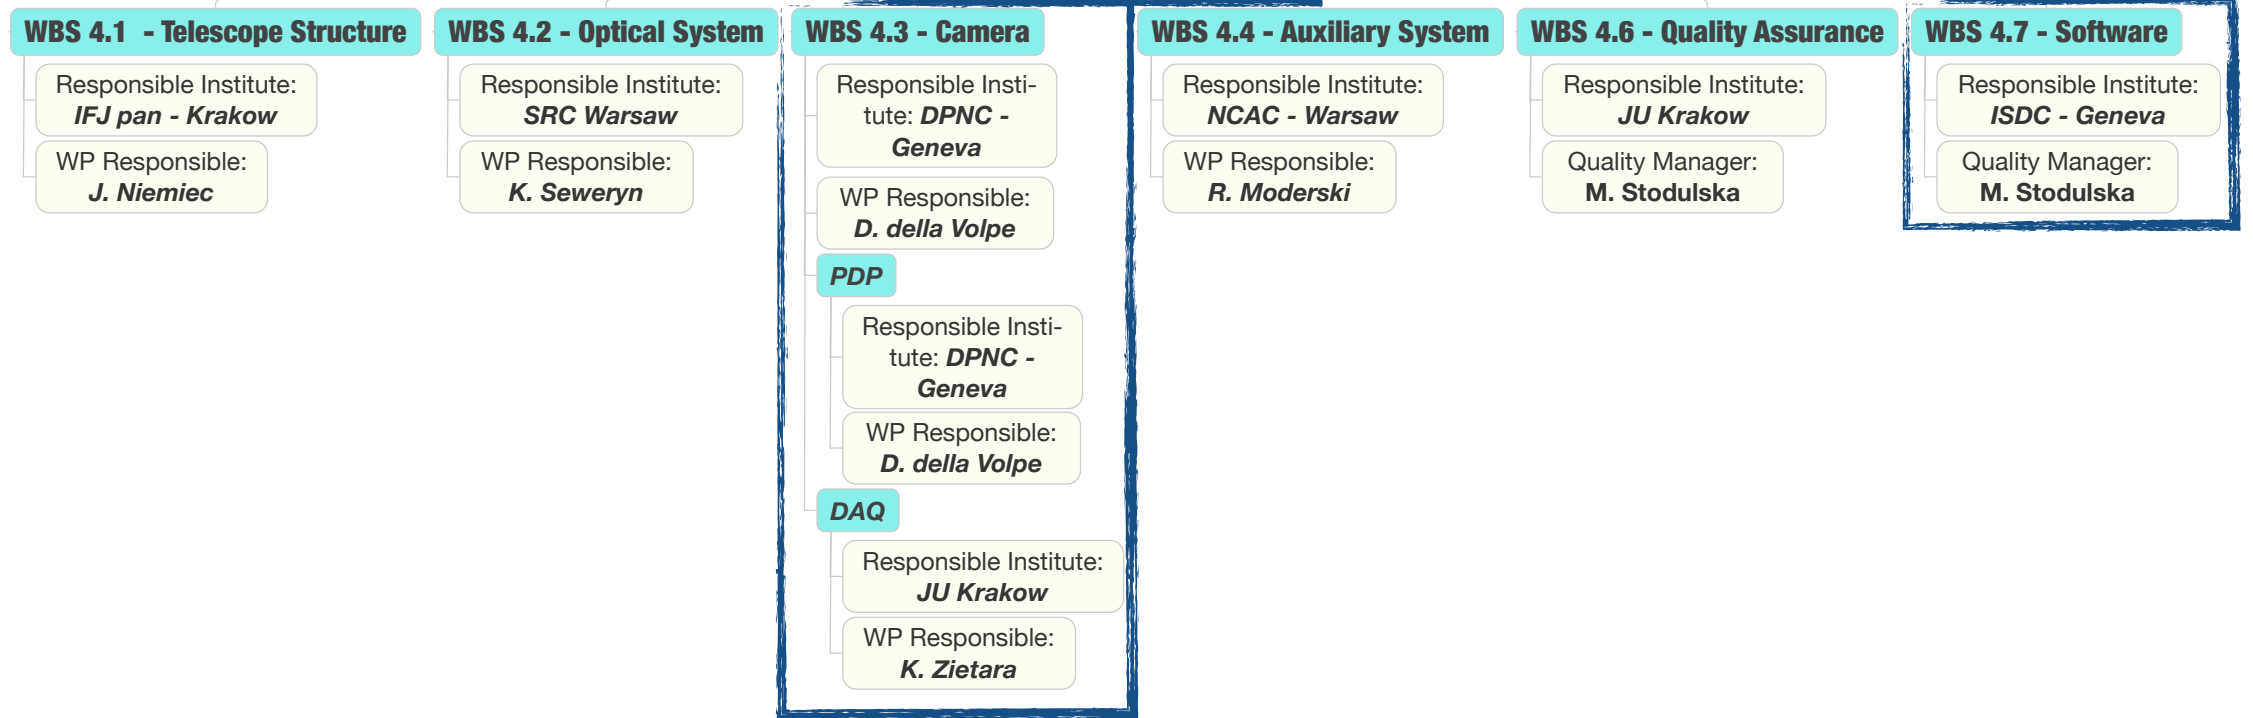 WBS 4.1 - Telescope Structure
Responsible Institute:
IFJ pan - Krakow
WP Responsible:
J. Niemiec
WBS 4.2 - Optical System
Responsible Institute:
SRC Warsaw
WP Responsible:
K. Seweryn
WBS 4.3 - Camera
Responsible Insti-
tute: DPNC -
Geneva
WP Responsible:
D. della Volpe
PDP
Responsible Insti-
tute: DPNC -
Geneva
WP Responsible:
D. della Volpe
DAQ
Responsible Institute:
JU Krakow
WP Responsible:
K. Zietara
WBS 4.4 - Auxiliary System
Responsible Institute:
NCAC - Warsaw
WP Responsible:
R. Moderski
WBS 4.6 - Quality Assurance
Responsible Institute:
JU Krakow
Quality Manager:
M. Stodulska
WBS 4.7 - Software
Responsible Institute:
ISDC - Geneva
Quality Manager:
M. Stodulska